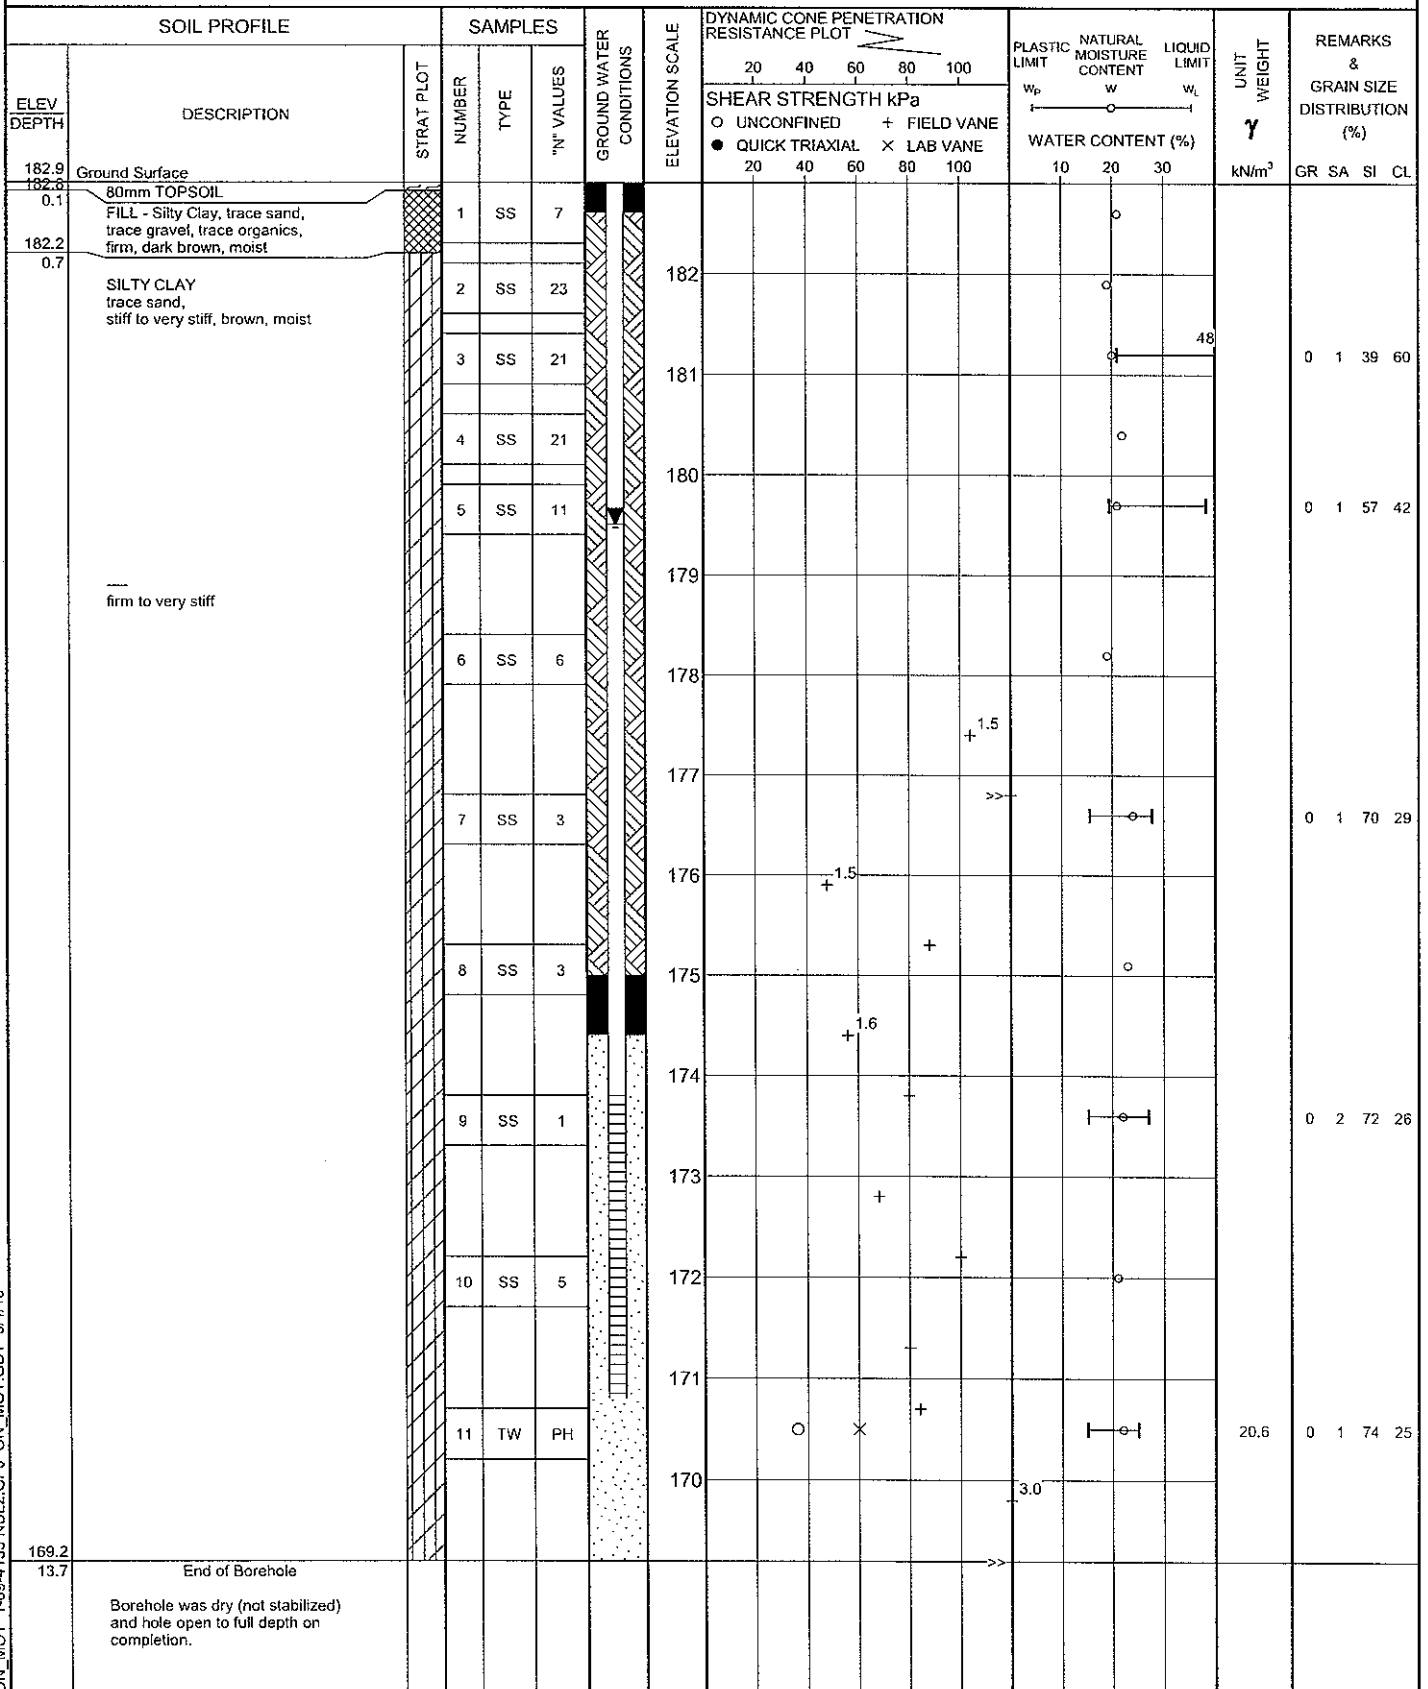 SOIL PROFILE
SAMPLES
GROUND WATER
CONDITIONS
ELEVATION SCALE
DYNAMIC CONE PENETRATION
RESISTANCE PLOT
20 40 60 80 100
SHEAR STRENGTH kPa
O UNCONFINED + FIELD VANE
● QUICK TRIAXIAL × LAB VANE
20 40 60 80 100
PLASTIC LIMIT
NATURAL MOISTURE CONTENT
LIQUID LIMIT
WP W WL
WATER CONTENT (%)
10 20 30
UNIT WEIGHT
γ
kN/m³
REMARKS
&
GRAIN SIZE
DISTRIBUTION
(%)
GR SA SI CL
ELEV
DEPTH
DESCRIPTION
STRAT PLOT
NUMBER
TYPE
"N" VALUES
182.9 Ground Surface
182.8 80mm TOPSOIL
0.1
FILL - Silty Clay, trace sand,
trace gravel, trace organics,
firm, dark brown, moist
1 SS 7
182.2
0.7
182
SILTY CLAY
trace sand,
stiff to very stiff, brown, moist
2 SS 23
48
3 SS 21
0 1 39 60
181
4 SS 21
180
5 SS 11
0 1 57 42
179
firm to very stiff
6 SS 6
178
1.5
177
>>
7 SS 3
0 1 70 29
176
1.5
8 SS 3
175
1.6
174
9 SS 1
0 2 72 26
173
10 SS 5
172
171
11 TW PH
20.6
0 1 74 25
170
3.0
169.2
13.7
>>
End of Borehole
Borehole was dry (not stabilized)
and hole open to full depth on
completion.